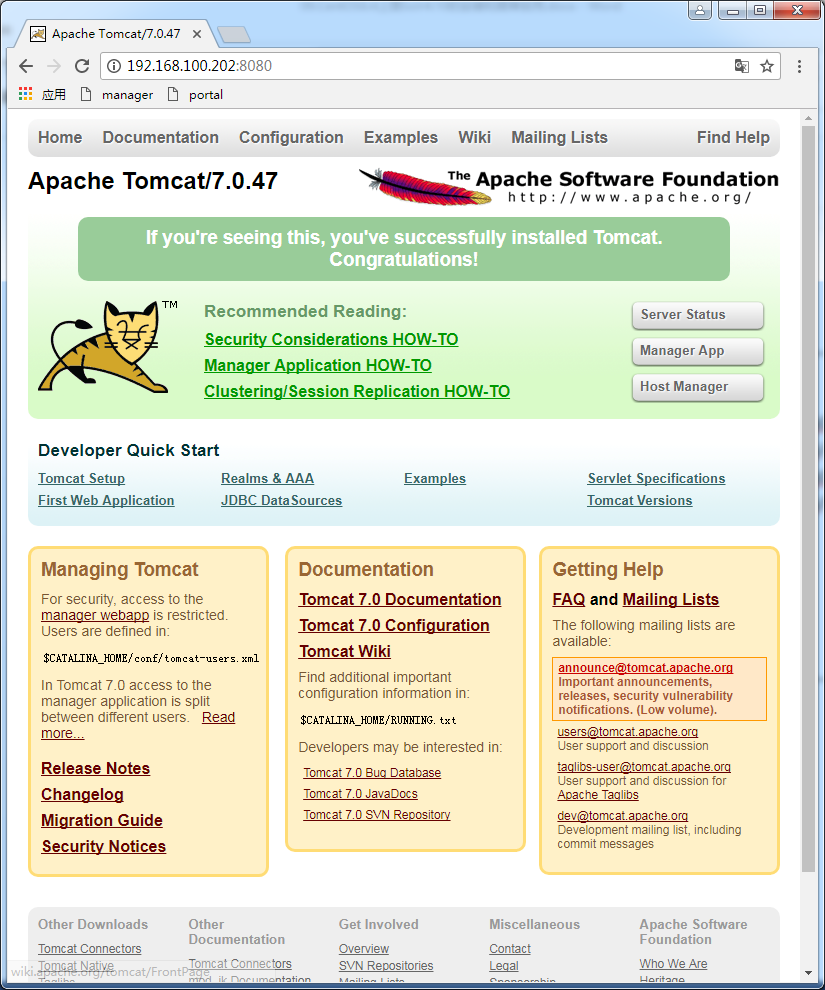 Apache Tomcat/7.0.47
192.168.100.202:8080
应用 manager portal
Home Documentation Configuration Examples Wiki Mailing Lists Find Help
Apache Tomcat/7.0.47
The Apache Software Foundation
http://www.apache.org/
If you're seeing this, you've successfully installed Tomcat.
Congratulations!
TM
Recommended Reading:
Security Considerations HOW-TO
Manager Application HOW-TO
Clustering/Session Replication HOW-TO
Server Status
Manager App
Host Manager
Developer Quick Start
Tomcat Setup
First Web Application
Realms & AAA
JDBC DataSources
Examples
Servlet Specifications
Tomcat Versions
Managing Tomcat
For security, access to the
manager webapp is restricted.
Users are defined in:
$CATALINA_HOME/conf/tomcat-users.xml
In Tomcat 7.0 access to the
manager application is split
between different users. Read
more...
Release Notes
Changelog
Migration Guide
Security Notices
Documentation
Tomcat 7.0 Documentation
Tomcat 7.0 Configuration
Tomcat Wiki
Find additional important
configuration information in:
$CATALINA_HOME/RUNNING.txt
Developers may be interested in:
Tomcat 7.0 Bug Database
Tomcat 7.0 JavaDocs
Tomcat 7.0 SVN Repository
Getting Help
FAQ and Mailing Lists
The following mailing lists are
available:
announce@tomcat.apache.org
Important announcements,
releases, security vulnerability
notifications. (Low volume).
users@tomcat.apache.org
User support and discussion
taglibs-user@tomcat.apache.org
User support and discussion for
Apache Taglibs
dev@tomcat.apache.org
Development mailing list, including
commit messages
Other Downloads
Tomcat Connectors
Tomcat Native
Taglibs
Other
Documentation
Tomcat Connectors
mod_jk Documentation
Get Involved
Overview
SVN Repositories
Mailing Lists
Miscellaneous
Contact
Legal
Sponsorship
Apache Software
Foundation
Who We Are
Heritage
wiki.apache.org/tomcat/FrontPage